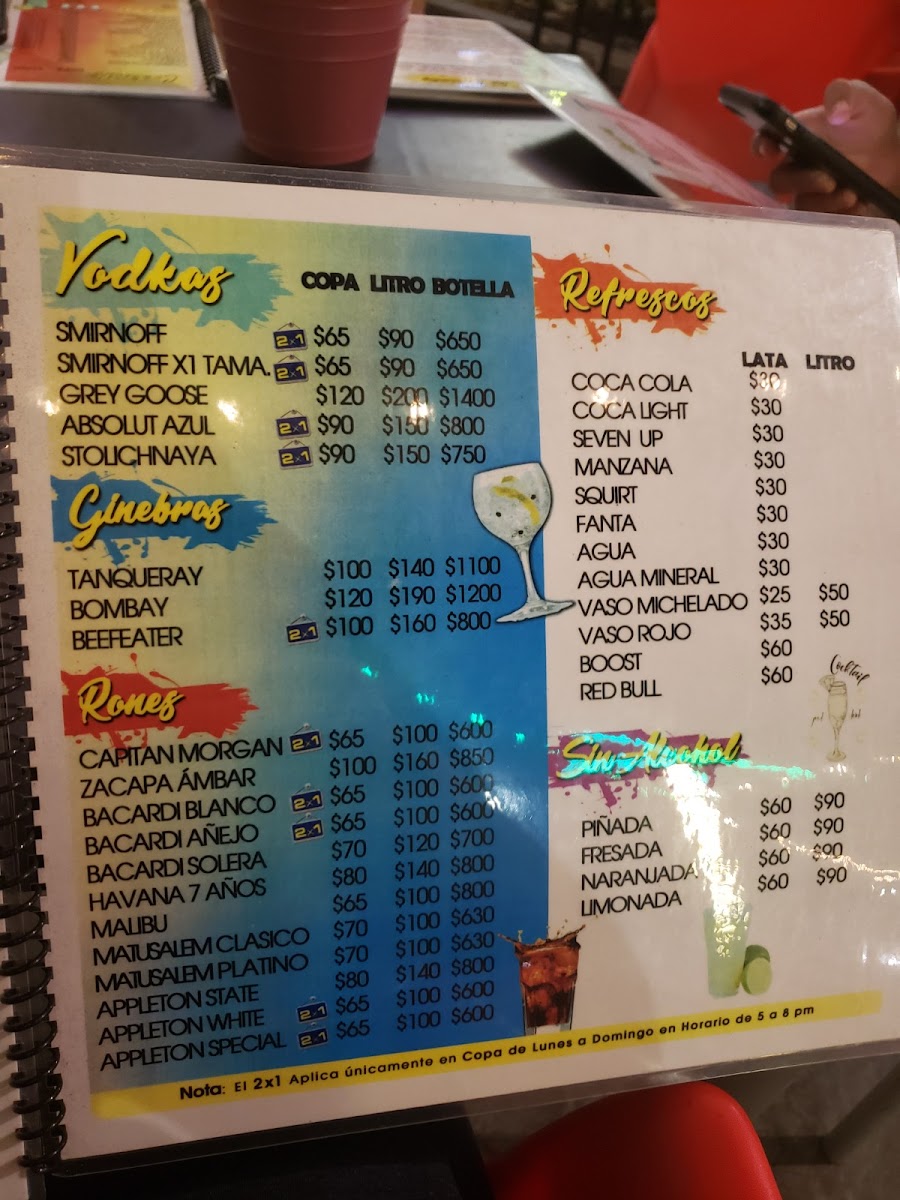 Vodkas COPA LITRO BOTELLA
SMIRNOFF 2x1 $65 $90 $650
SMIRNOFF X1 TAMA. 2x1 $65 $90 $650
GREY GOOSE $120 $200 $1400
ABSOLUT AZUL 2x1 $90 $150 $800
STOLICHNAYA 2x1 $90 $150 $750
Ginebras
TANQUERAY $100 $140 $1100
BOMBAY $120 $190 $1200
BEEFEATER 2x1 $100 $160 $800
Rones
CAPITAN MORGAN 2x1 $65 $100 $600
ZACAPA ÁMBAR $100 $160 $850
BACARDI BLANCO 2x1 $65 $100 $600
BACARDI AÑEJO 2x1 $65 $100 $600
BACARDI SOLERA $70 $120 $700
HAVANA 7 AÑOS $80 $140 $800
MALIBU $65 $100 $800
MATUSALEM CLASICO $70 $100 $630
MATUSALEM PLATINO $70 $100 $630
APPLETON STATE $80 $140 $800
APPLETON WHITE 2x1 $65 $100 $600
APPLETON SPECIAL 2x1 $65 $100 $600
Refrescos
LATA LITRO
COCA COLA $30
COCA LIGHT $30
SEVEN UP $30
MANZANA $30
SQUIRT $30
FANTA $30
AGUA $30
AGUA MINERAL $30
VASO MICHELADO $25 $50
VASO ROJO $35 $50
BOOST $60
RED BULL $60
Cocktail
Sin Alcohol
PIÑADA $60 $90
FRESADA $60 $90
NARANJADA $60 $90
LIMONADA $60 $90
Nota: El 2x1 Aplica únicamente en Copa de Lunes a Domingo en Horario de 5 a 8 pm